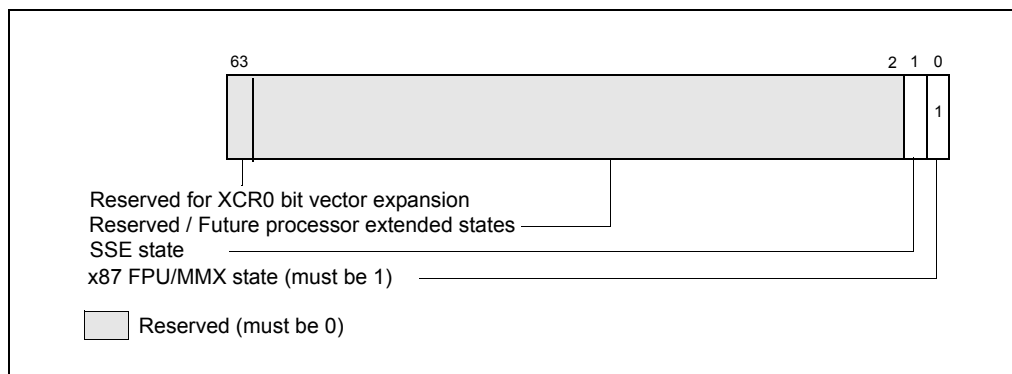 63 2 1 0
1
Reserved for XCR0 bit vector expansion
Reserved / Future processor extended states
SSE state
x87 FPU/MMX state (must be 1)
Reserved (must be 0)